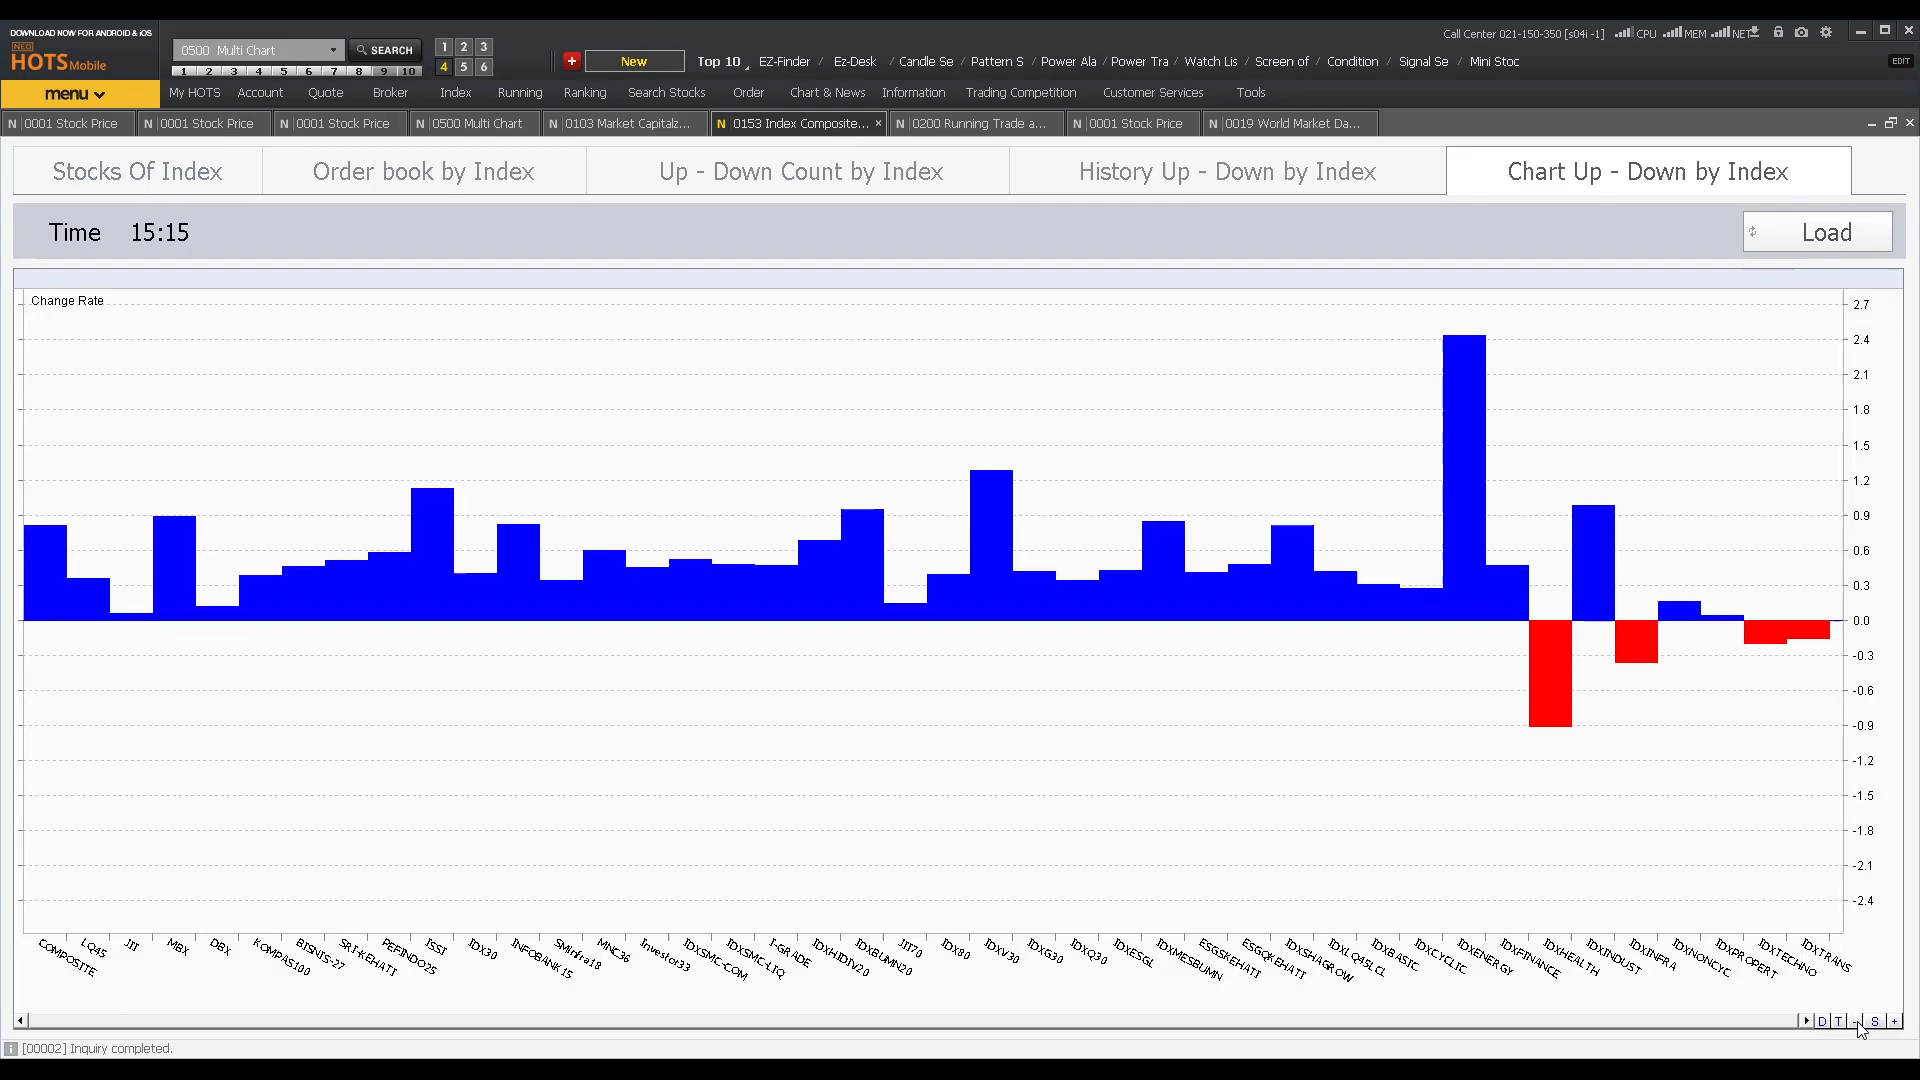 DOWNLOAD NOW FOR ANDROID & iOS
NEO
HOTS Mobile
0500 Multi Chart
SEARCH
1 2 3
4 5 6
1 2 3 4 5 6 7 8 9 10
New
Top 10
EZ-Finder / Ez-Desk / Candle Se / Pattern S / Power Ala / Power Tra / Watch Lis / Screen of / Condition / Signal Se / Mini Stoc
Call Center 021-150-350 [s04i -1] CPU MEM NET
EDIT
menu
My HOTS Account Quote Broker Index Running Ranking Search Stocks Order Chart & News Information Trading Competition Customer Services Tools
N 0001 Stock Price N 0001 Stock Price N 0001 Stock Price N 0500 Multi Chart N 0103 Market Capitalz... N 0153 Index Composite... × N 0200 Running Trade a... N 0001 Stock Price N 0019 World Market Da...
Stocks Of Index Order book by Index Up - Down Count by Index History Up - Down by Index Chart Up - Down by Index
Time 15:15
Load
Change Rate
2.7
2.4
2.1
1.8
1.5
1.2
0.9
0.6
0.3
0.0
-0.3
-0.6
-0.9
-1.2
-1.5
-1.8
-2.1
-2.4
COMPOSITE LQ45 JII MBX DBX KOMPAS100 BISNIS-27 SRI-KEHATI PEFINDO25 ISSI IDX30 INFOBANK15 SMinfra18 MNC36 Investor33 IDXSMC-COM IDXSMC-LIQ I-GRADE IDXHIDIV20 IDXBUMN20 JII70 IDX80 IDXV30 IDXG30 IDXQ30 IDXESGL IDXMESBUMN ESGSKEHATI ESGQKEHATI IDXSHAGROW IDXLQ45LCL IDXBASIC IDXCYCLIC IDXENERGY IDXFINANCE IDXHEALTH IDXINDUST IDXINFRA IDXNONCYC IDXPROPERT IDXTECHNO IDXTRANS
D T - S +
[00002] Inquiry completed.